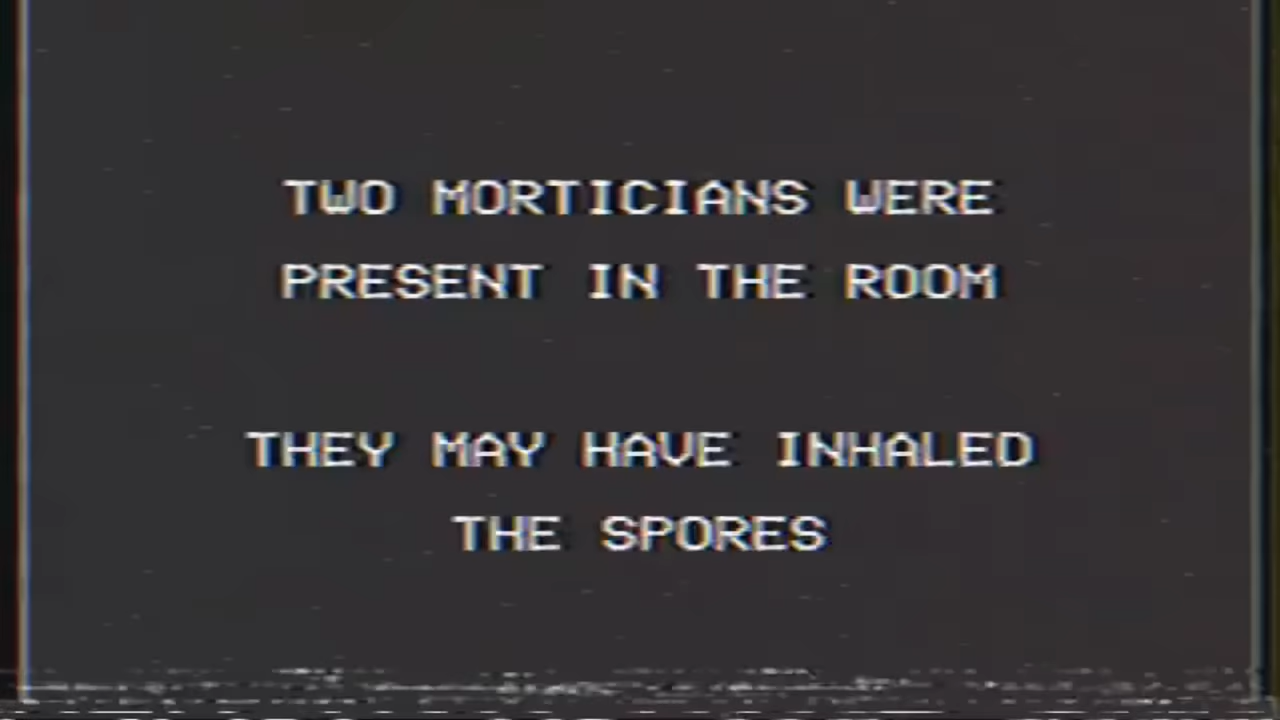 TWO MORTICIANS WERE
PRESENT IN THE ROOM
THEY MAY HAVE INHALED
THE SPORES